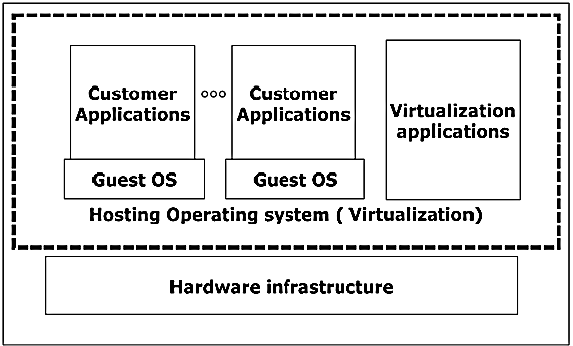 Customer
Applications
ooo
Customer
Applications
Virtualization
applications
Guest OS
Guest OS
Hosting Operating system ( Virtualization)
Hardware infrastructure